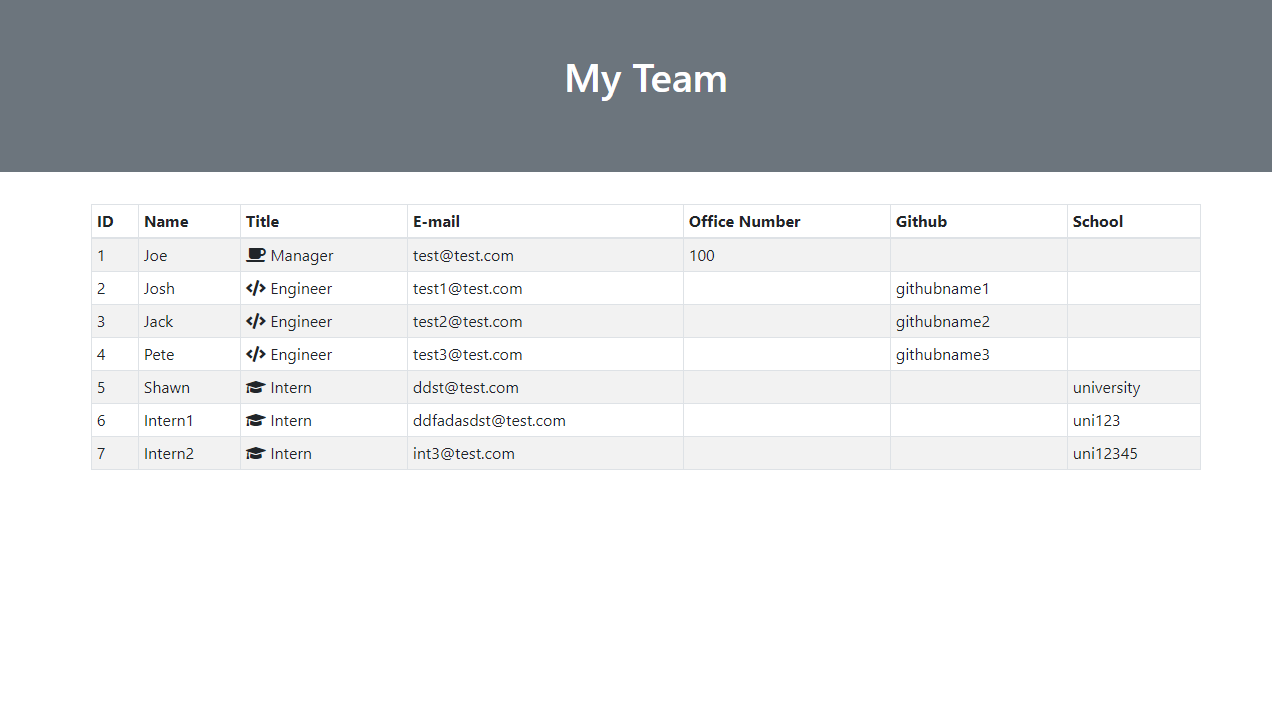 My Team
ID Name Title E-mail Office Number Github School
1 Joe Manager test@test.com 100
2 Josh Engineer test1@test.com githubname1
3 Jack Engineer test2@test.com githubname2
4 Pete Engineer test3@test.com githubname3
5 Shawn Intern ddst@test.com university
6 Intern1 Intern ddfadasdst@test.com uni123
7 Intern2 Intern int3@test.com uni12345